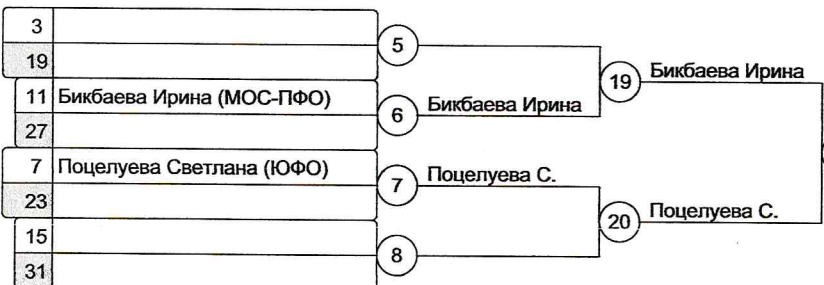 3
5
19
19 Бикбаева Ирина
11 Бикбаева Ирина (МОС-ПФО)
6 Бикбаева Ирина
27
7 Поцелуева Светлана (ЮФО)
7 Поцелуева С.
23
20 Поцелуева С.
15
8
31